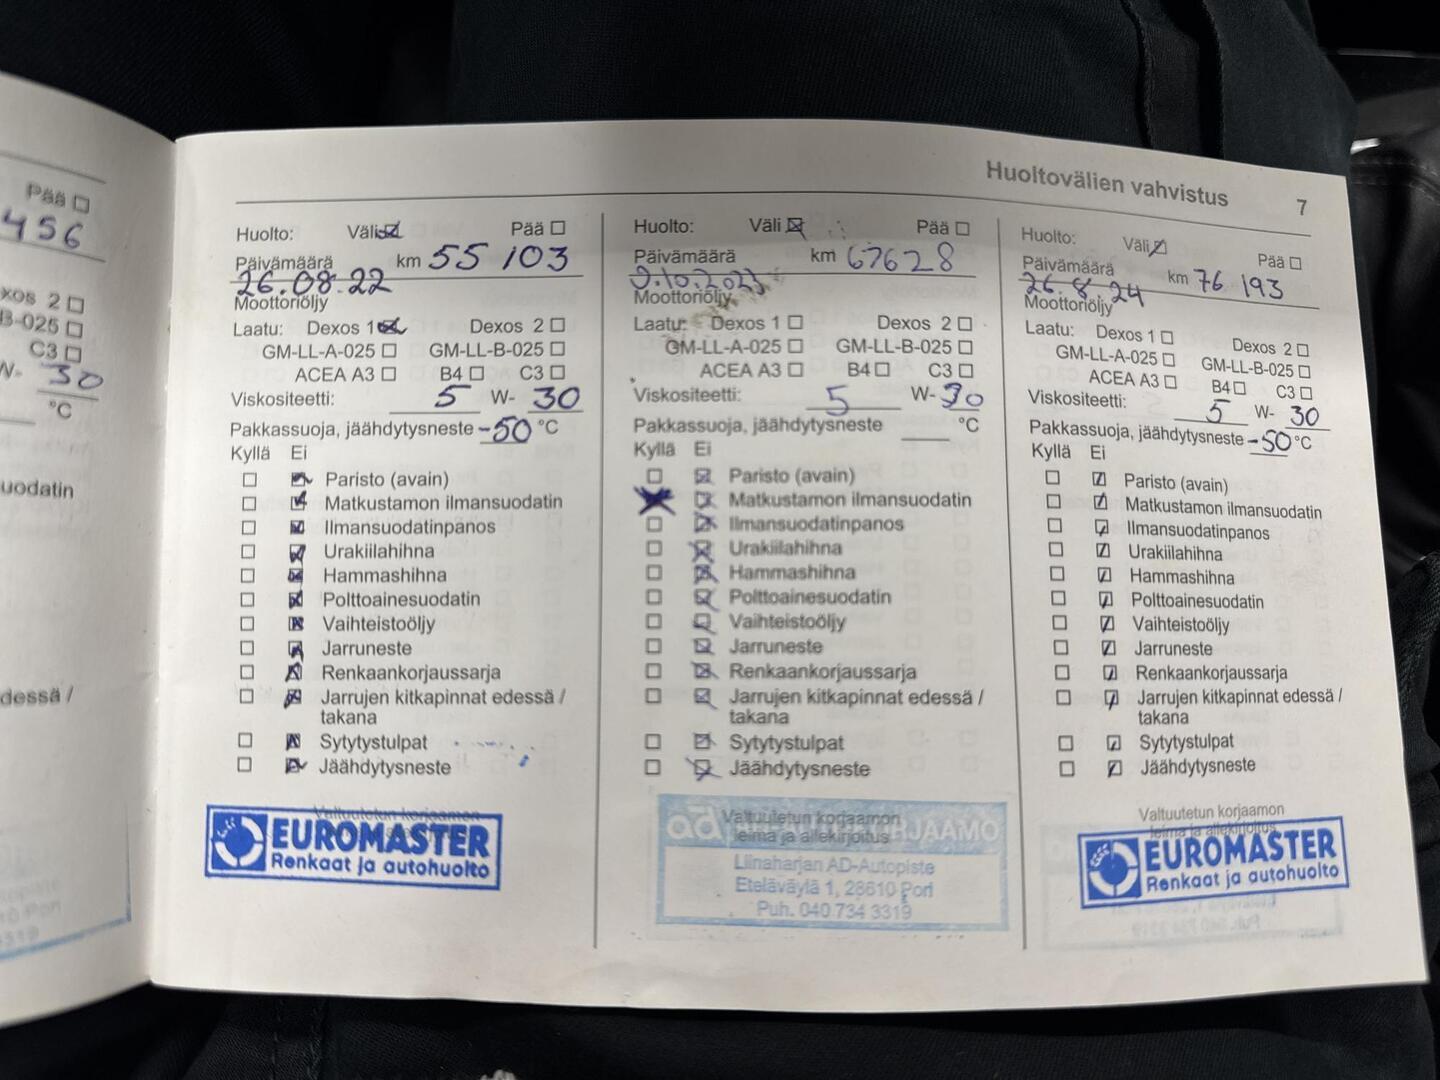 Pää ☐
456
xos 2 ☐
B-025 ☐
C3 ☐
W- 30
°C
uodatin
edessä /
Huoltovälien vahvistus 7
Huolto: Väli ☒ Pää ☐
Päivämäärä km 55 103
26.08.22
Moottoriöljy
Laatu: Dexos 1 ☒ Dexos 2 ☐
GM-LL-A-025 ☐ GM-LL-B-025 ☐
ACEA A3 ☐ B4 ☐ C3 ☐
Viskositeetti: 5 W- 30
Pakkassuoja, jäähdytysneste -50 °C
Kyllä Ei
☐ ☒ Paristo (avain)
☐ ☒ Matkustamon ilmansuodatin
☐ ☒ Ilmansuodatinpanos
☐ ☒ Urakiilahihna
☐ ☒ Hammashihna
☐ ☒ Polttoainesuodatin
☐ ☒ Vaihteistoöljy
☐ ☒ Jarruneste
☐ ☒ Renkaankorjaussarja
☐ ☒ Jarrujen kitkapinnat edessä /
takana
☐ ☒ Sytytystulpat
☐ ☒ Jäähdytysneste
Valtuutetun korjaamon
EUROMASTER
Renkaat ja autohuolto
Huolto: Väli ☒ Pää ☐
Päivämäärä km 67628
9.10.2023
Moottoriöljy
Laatu: Dexos 1 ☐ Dexos 2 ☐
GM-LL-A-025 ☐ GM-LL-B-025 ☐
ACEA A3 ☐ B4 ☐ C3 ☐
Viskositeetti: 5 W- 30
Pakkassuoja, jäähdytysneste °C
Kyllä Ei
☐ ☒ Paristo (avain)
☒ ☐ Matkustamon ilmansuodatin
☐ ☒ Ilmansuodatinpanos
☐ ☒ Urakiilahihna
☐ ☒ Hammashihna
☐ ☒ Polttoainesuodatin
☐ ☒ Vaihteistoöljy
☐ ☒ Jarruneste
☐ ☒ Renkaankorjaussarja
☐ ☒ Jarrujen kitkapinnat edessä /
takana
☐ ☒ Sytytystulpat
☐ ☒ Jäähdytysneste
Valtuutetun korjaamon
leima ja allekirjoitus
ad
Liinaharjan AD-Autopiste
Eteläväylä 1, 28610 Pori
Puh. 040 734 3319
Huolto: Väli ☒ Pää ☐
Päivämäärä km 76 193
26.8.24
Moottoriöljy
Laatu: Dexos 1 ☐ Dexos 2 ☐
GM-LL-A-025 ☐ GM-LL-B-025 ☐
ACEA A3 ☐ B4 ☐ C3 ☐
Viskositeetti: 5 W- 30
Pakkassuoja, jäähdytysneste -50 °C
Kyllä Ei
☐ ☒ Paristo (avain)
☐ ☒ Matkustamon ilmansuodatin
☐ ☒ Ilmansuodatinpanos
☐ ☒ Urakiilahihna
☐ ☒ Hammashihna
☐ ☒ Polttoainesuodatin
☐ ☒ Vaihteistoöljy
☐ ☒ Jarruneste
☐ ☒ Renkaankorjaussarja
☐ ☒ Jarrujen kitkapinnat edessä /
takana
☐ ☒ Sytytystulpat
☐ ☒ Jäähdytysneste
Valtuutetun korjaamon
leima ja allekirjoitus
EUROMASTER
Renkaat ja autohuolto